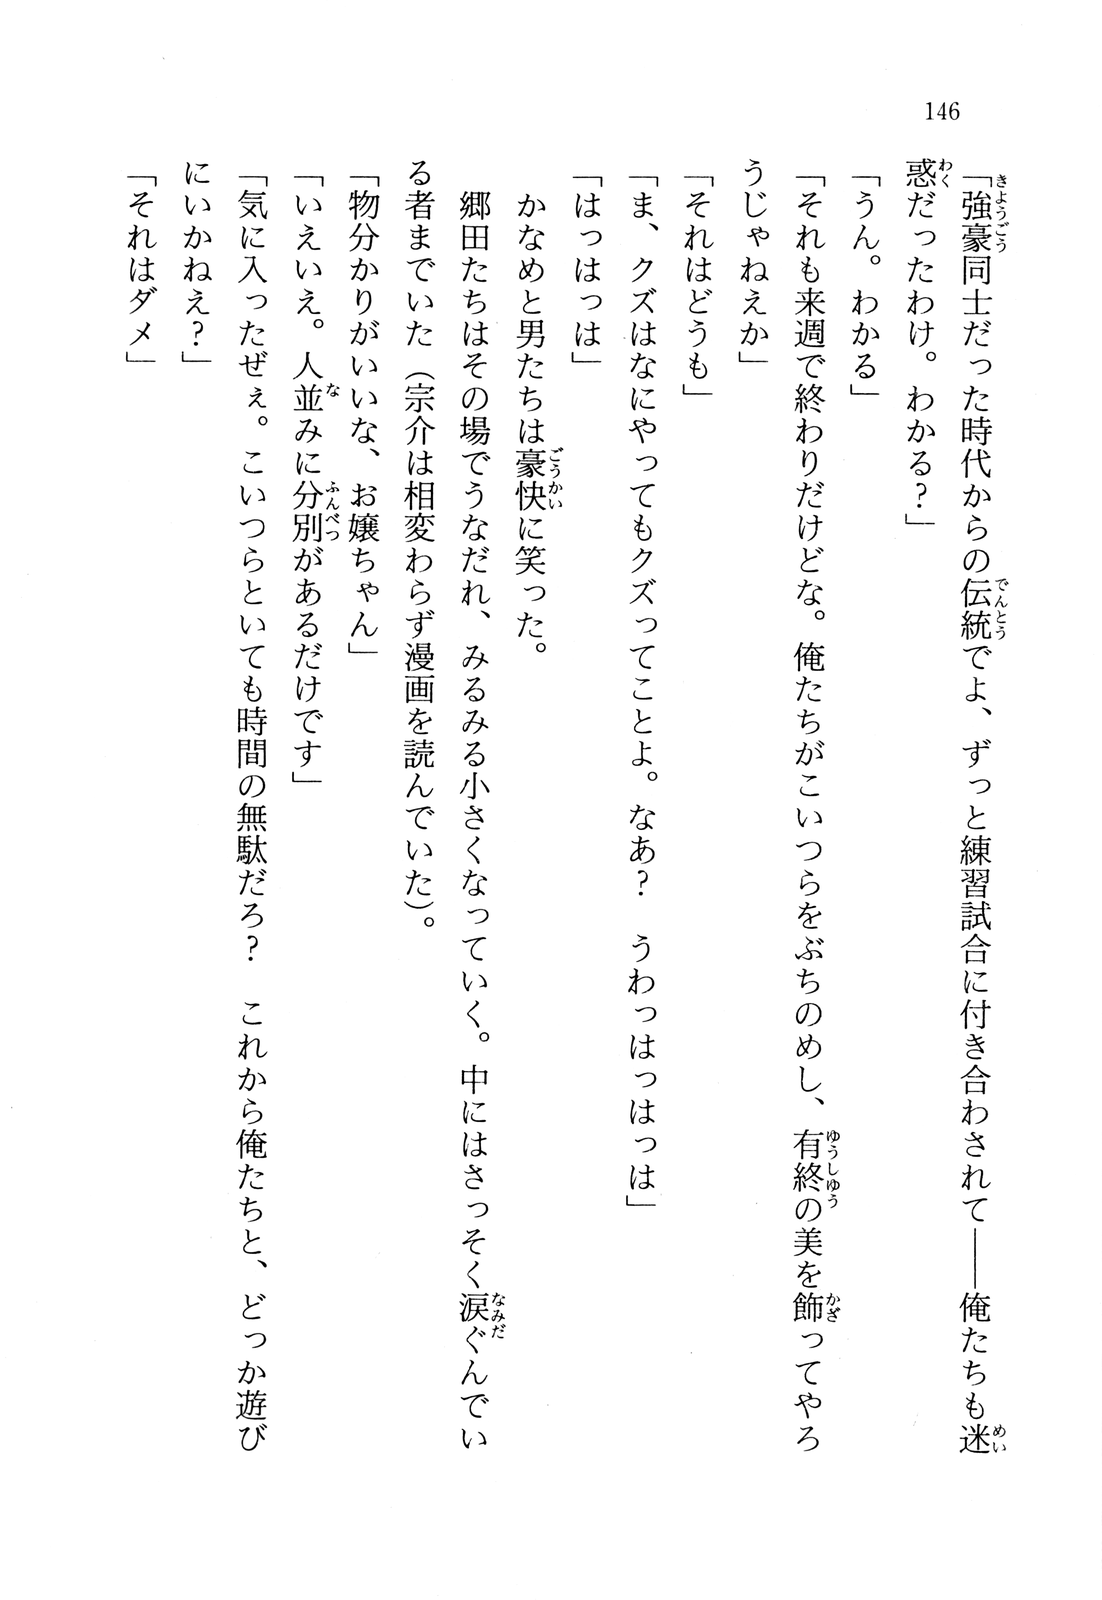 146
「強豪同士だった時代からの伝統でよ、ずっと練習試合に付き合わされて――俺たちも迷
惑だったわけ。わかる?」
「うん。わかる」
「それも来週で終わりだけどな。俺たちがこいつらをぶちのめし、有終の美を飾ってやろ
うじゃねえか」
「それはどうも」
「ま、クズはなにやってもクズってことよ。なあ? うわっはっはっは」
「はっはっは」
かなめと男たちは豪快に笑った。
郷田たちはその場でうなだれ、みるみる小さくなっていく。中にはさっそく涙ぐんでい
る者までいた(宗介は相変わらず漫画を読んでいた)。
「物分かりがいいな、お嬢ちゃん」
「いえいえ。人並みに分別があるだけです」
「気に入ったぜぇ。こいつらといても時間の無駄だろ? これから俺たちと、どっか遊び
にいかねえ?」
「それはダメ」